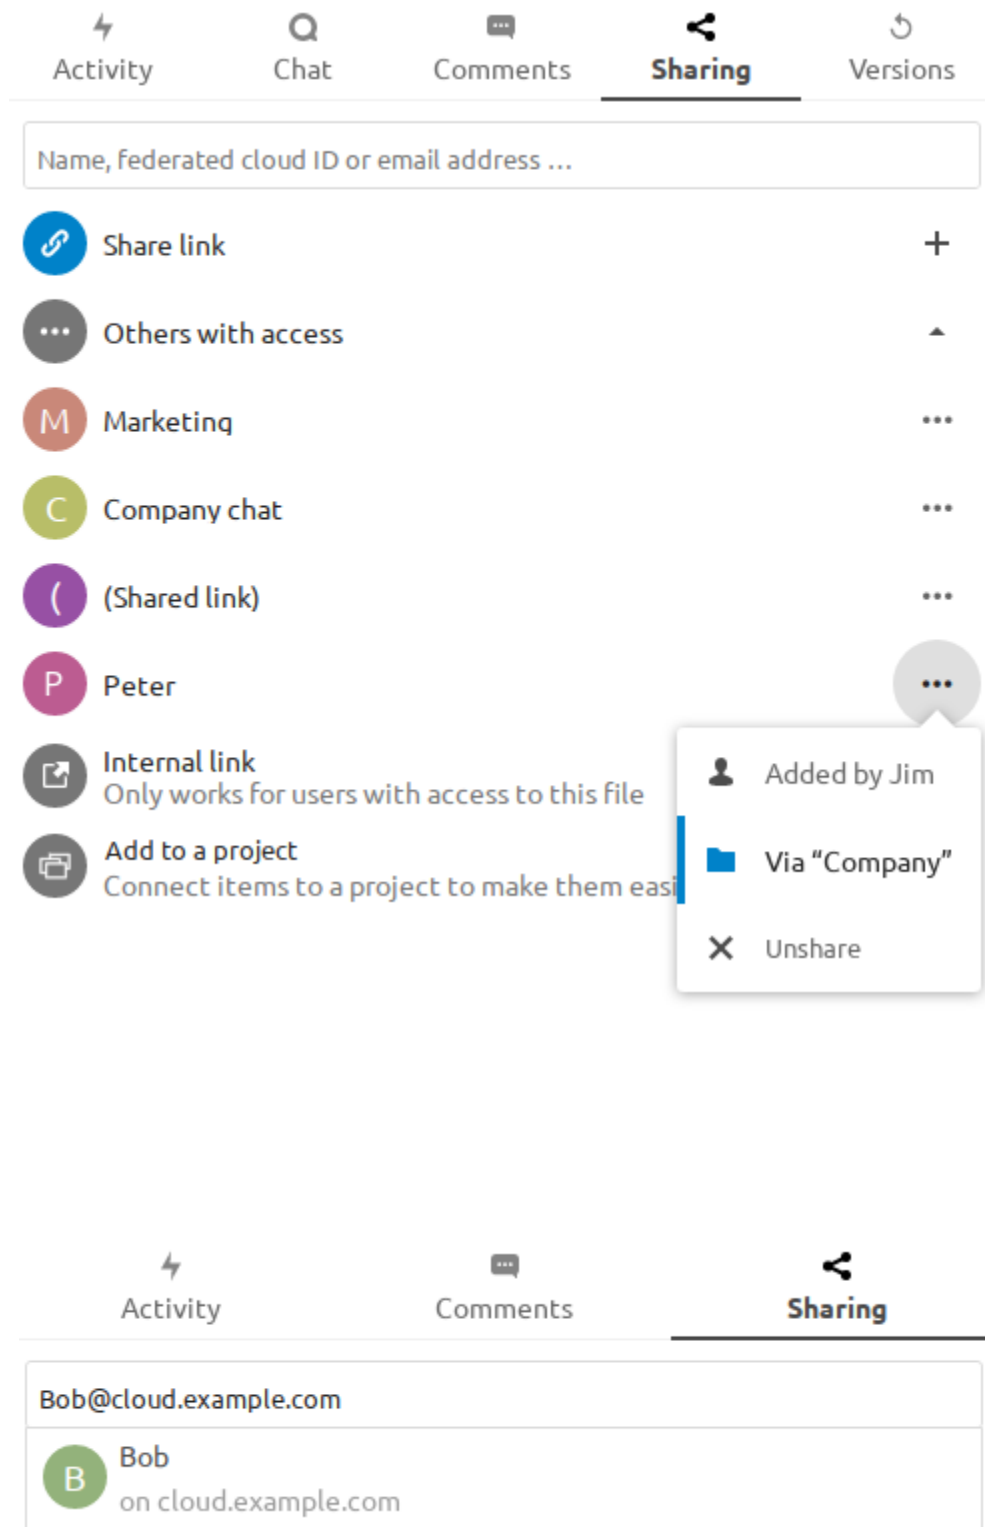 Activity Chat Comments Sharing Versions
Name, federated cloud ID or email address ...
Share link
Others with access
M Marketing
C Company chat
( (Shared link)
P Peter
Internal link
Only works for users with access to this file
Added by Jim
Add to a project
Via “Company”
Connect items to a project to make them easi
Unshare
Activity Comments Sharing
Bob@cloud.example.com
B Bob
on cloud.example.com